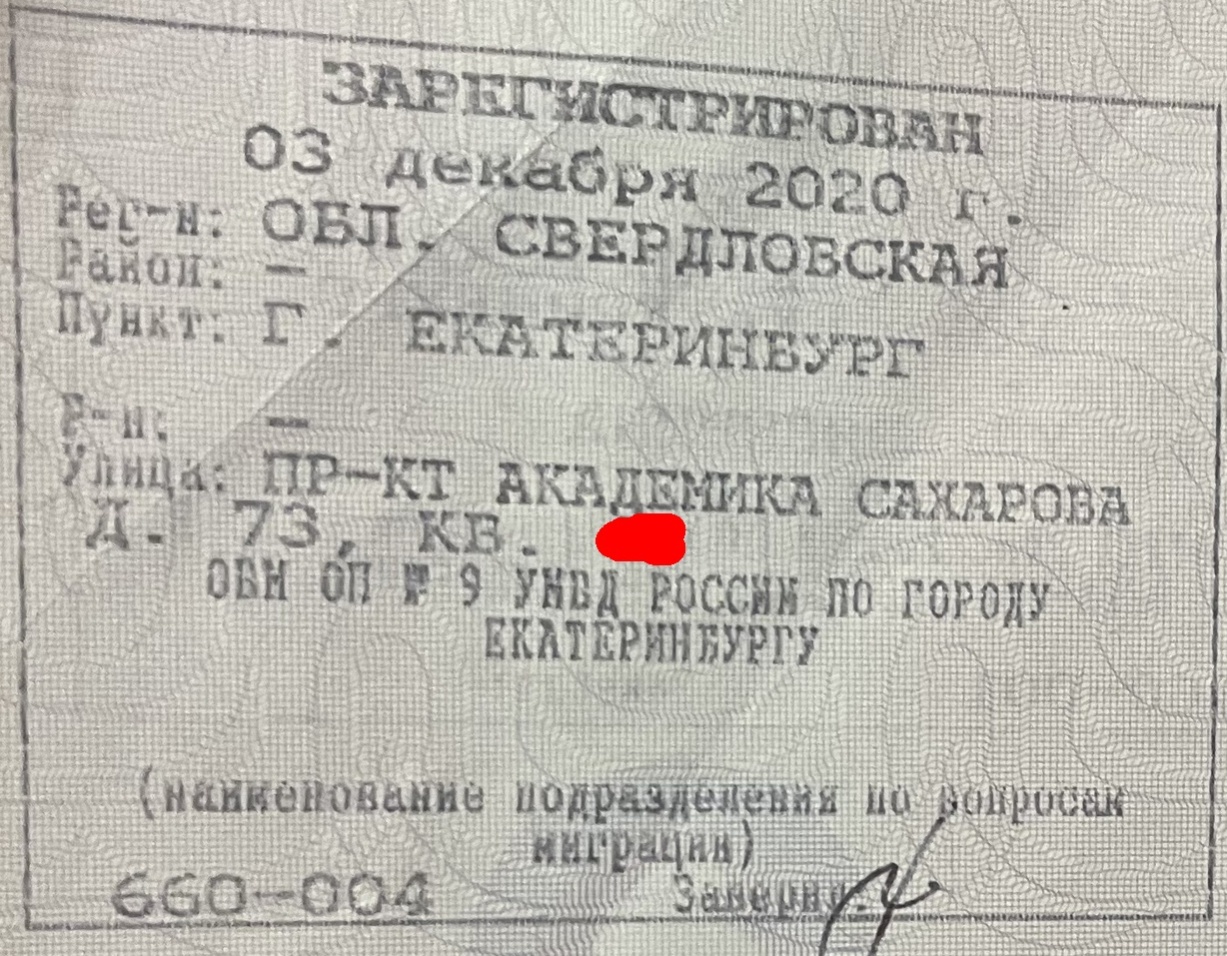 ЗАРЕГИСТРИРОВАН
03 декабря 2020 г.
Рег-н: ОБЛ. СВЕРДЛОВСКАЯ
Район: –
Пункт: Г. ЕКАТЕРИНБУРГ
Р-н: –
Улица: ПР-КТ АКАДЕМИКА САХАРОВА
Д. 73, КВ.
ОВМ ОП № 9 УМВД РОССИИ ПО ГОРОДУ
ЕКАТЕРИНБУРГУ
(наименование подразделения по вопросам
миграции)
660-004 Заверил